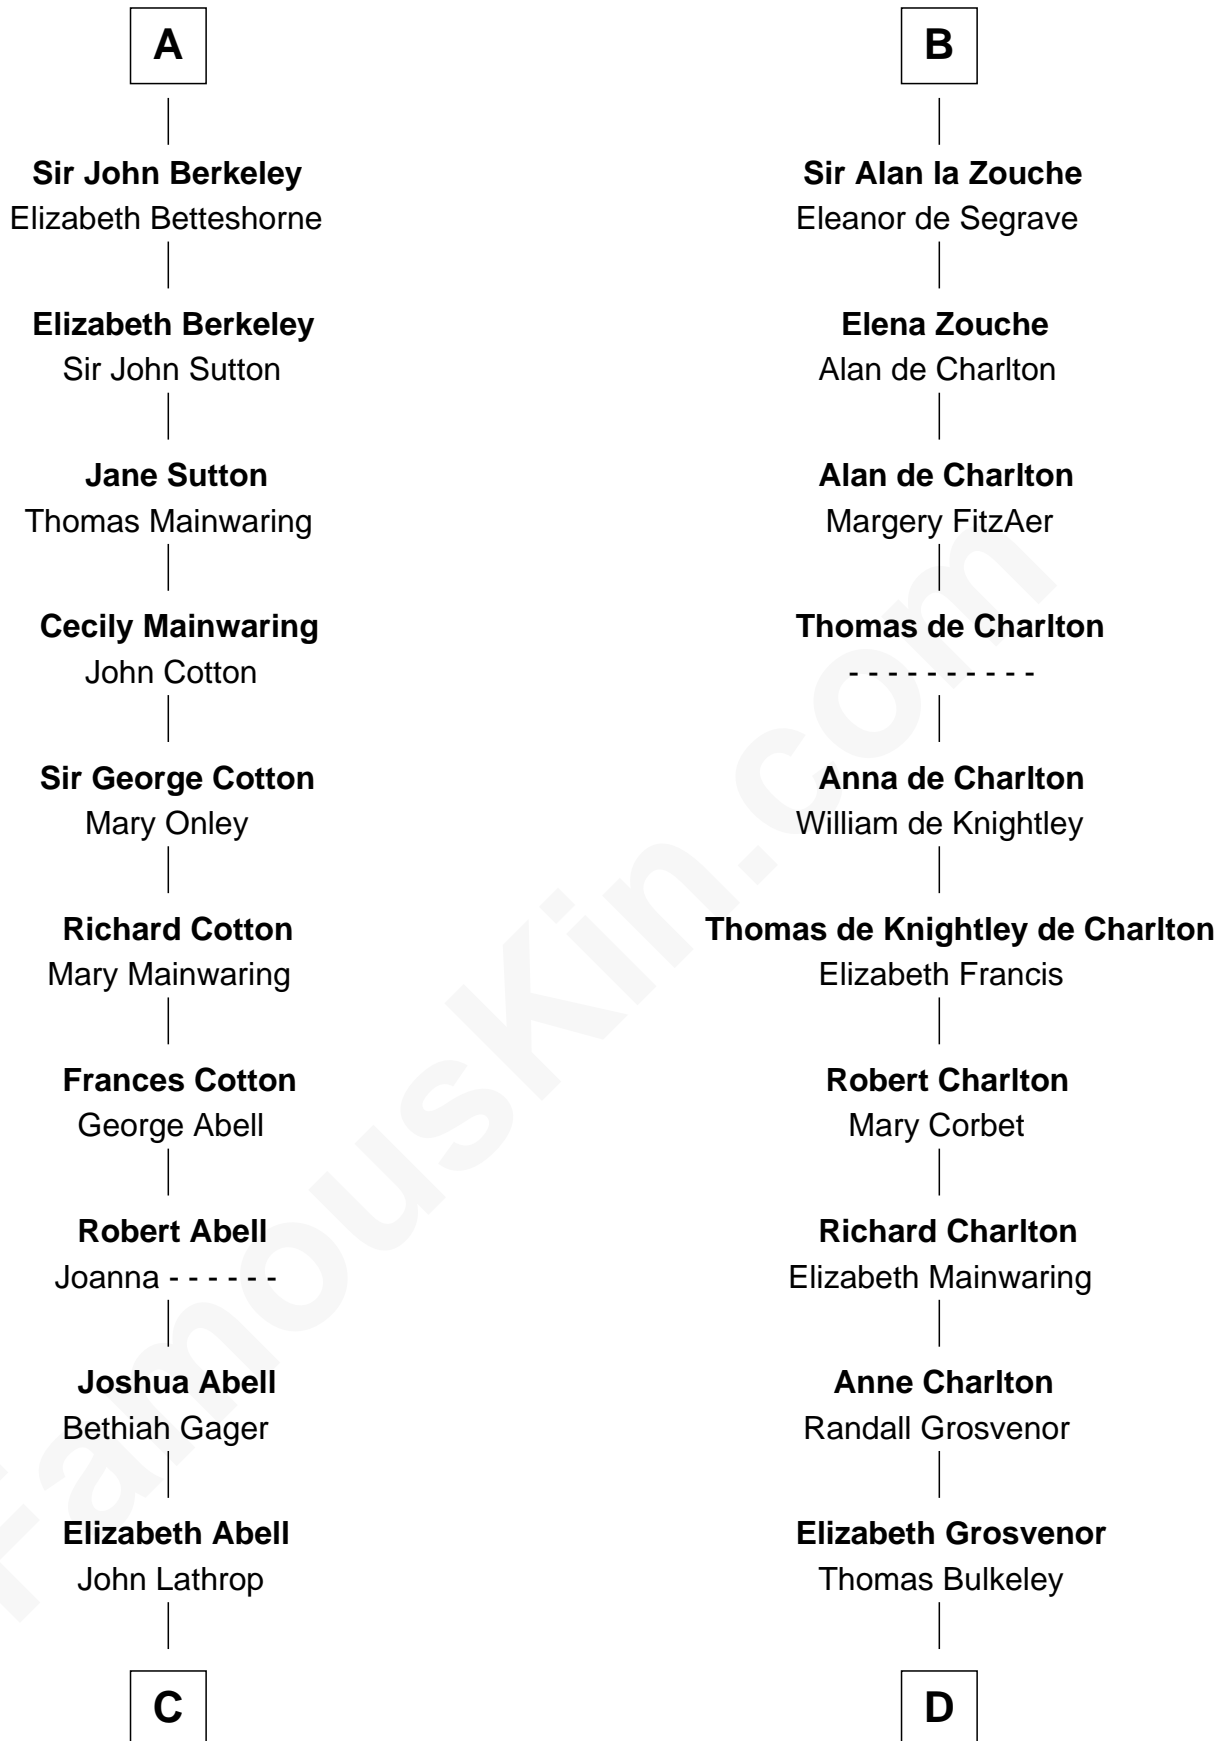 A
Sir John Berkeley
Elizabeth Betteshorne
Elizabeth Berkeley
Sir John Sutton
Jane Sutton
Thomas Mainwaring
Cecily Mainwaring
John Cotton
Sir George Cotton
Mary Onley
Richard Cotton
Mary Mainwaring
Frances Cotton
George Abell
Robert Abell
Joanna - - - - - -
Joshua Abell
Bethiah Gager
Elizabeth Abell
John Lathrop
C
B
Sir Alan la Zouche
Eleanor de Segrave
Elena Zouche
Alan de Charlton
Alan de Charlton
Margery FitzAer
Thomas de Charlton
- - - - - - - - - -
Anna de Charlton
William de Knightley
Thomas de Knightley de Charlton
Elizabeth Francis
Robert Charlton
Mary Corbet
Richard Charlton
Elizabeth Mainwaring
Anne Charlton
Randall Grosvenor
Elizabeth Grosvenor
Thomas Bulkeley
D
FamousKin.com